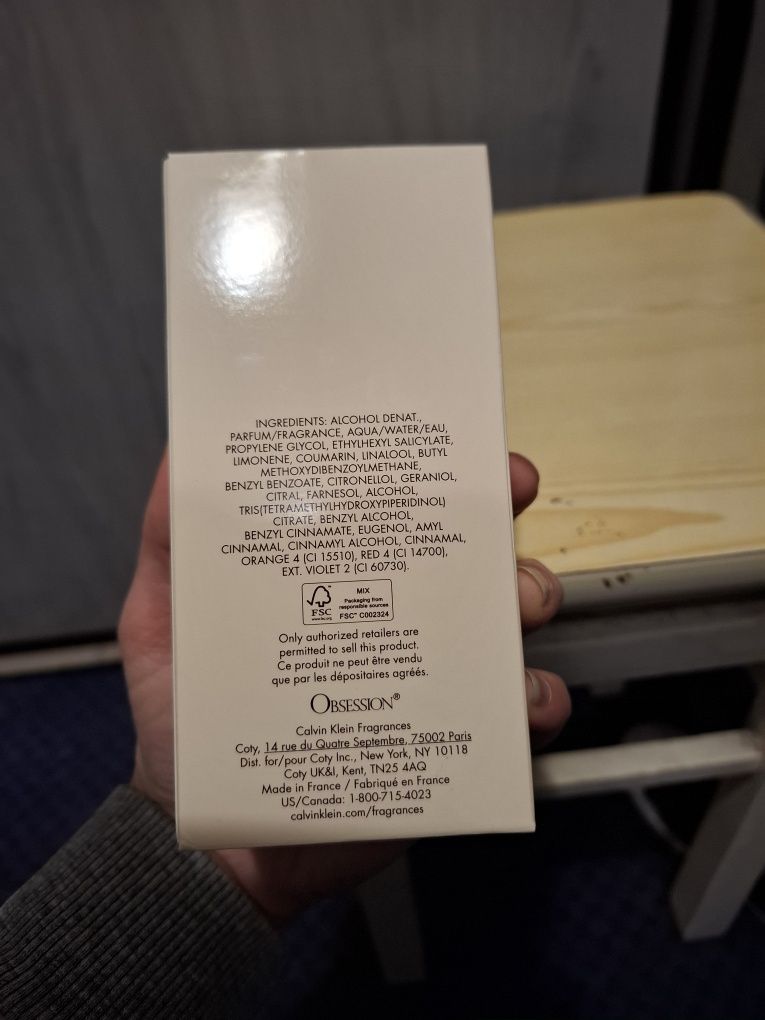 INGREDIENTS: ALCOHOL DENAT.,
PARFUM/FRAGRANCE, AQUA/WATER/EAU,
PROPYLENE GLYCOL, ETHYLHEXYL SALICYLATE,
LIMONENE, COUMARIN, LINALOOL, BUTYL
METHOXYDIBENZOYLMETHANE,
BENZYL BENZOATE, CITRONELLOL, GERANIOL,
CITRAL, FARNESOL, ALCOHOL,
TRIS(TETRAMETHYLHYDROXYPIPERIDINOL)
CITRATE, BENZYL ALCOHOL,
BENZYL CINNAMATE, EUGENOL, AMYL
CINNAMAL, CINNAMYL ALCOHOL, CINNAMAL,
ORANGE 4 (CI 15510), RED 4 (CI 14700),
EXT. VIOLET 2 (CI 60730).
FSC
www.fsc.org
MIX
Packaging from
responsible sources
FSC™ C002324
Only authorized retailers are
permitted to sell this product.
Ce produit ne peut être vendu
que par les dépositaires agréés.
OBSESSION®
Calvin Klein Fragrances
Coty, 14 rue du Quatre Septembre, 75002 Paris
Dist. for/pour Coty Inc., New York, NY 10118
Coty UK&I, Kent, TN25 4AQ
Made in France / Fabriqué en France
US/Canada: 1-800-715-4023
calvinklein.com/fragrances